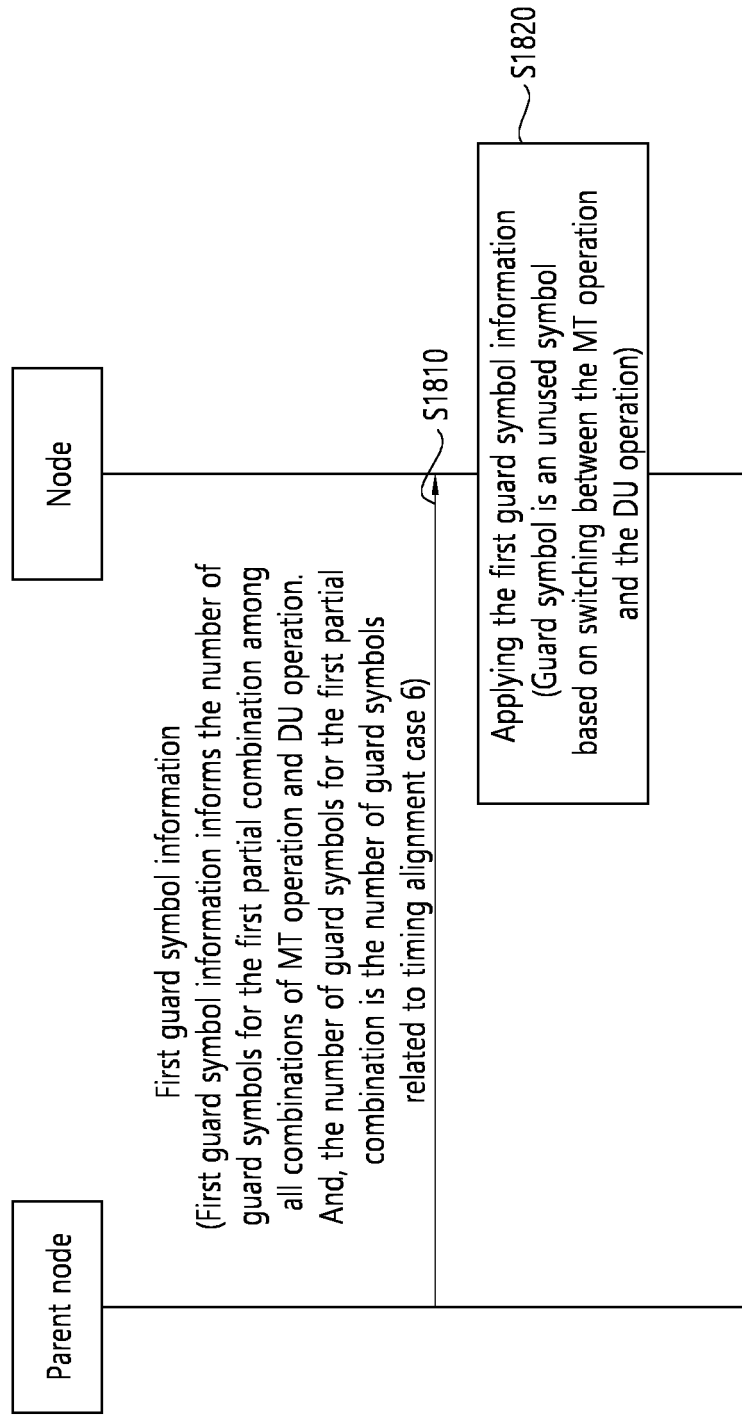 Parent node
Node
First guard symbol information
(First guard symbol information informs the number of
guard symbols for the first partial combination among
all combinations of MT operation and DU operation.
And, the number of guard symbols for the first partial
combination is the number of guard symbols
related to timing alignment case 6)
S1810
Applying the first guard symbol information
(Guard symbol is an unused symbol
based on switching between the MT operation
and the DU operation)
S1820